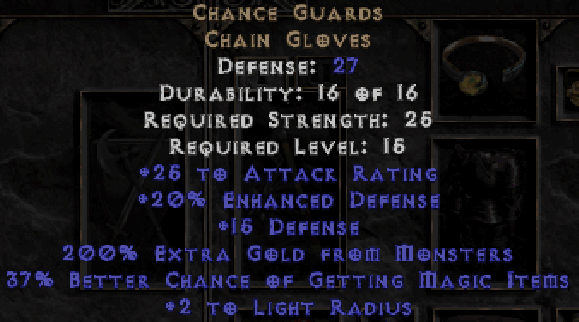 Chance Guards
Chain Gloves
Defense: 27
Durability: 16 of 16
Required Strength: 25
Required Level: 15
+25 to Attack Rating
+20% Enhanced Defense
+15 Defense
200% Extra Gold from Monsters
37% Better Chance of Getting Magic Items
+2 to Light Radius